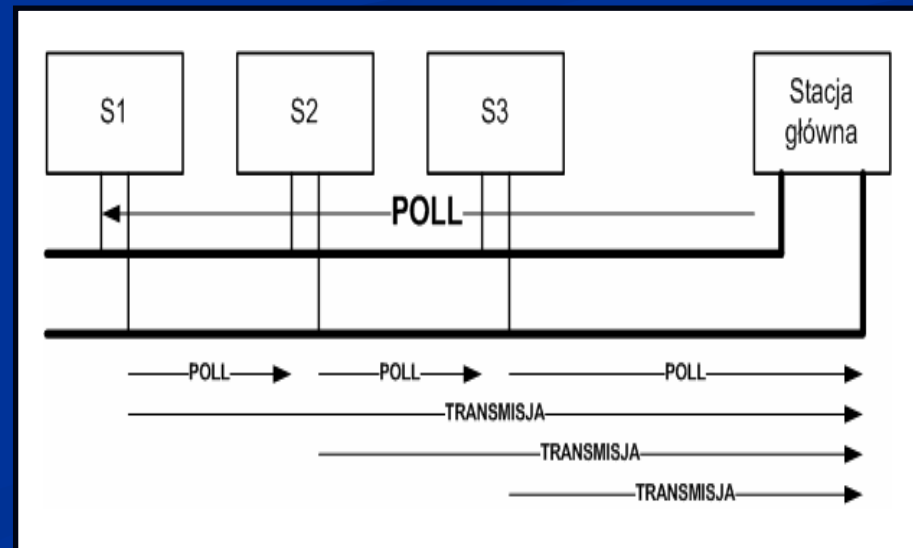 S1
S2
S3
Stacja
główna
POLL
POLL
POLL
POLL
TRANSMISJA
TRANSMISJA
TRANSMISJA